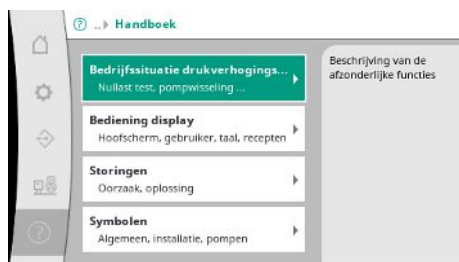 ..▸ Handboek
Bedrijfssituatie drukverhogings...
Nullast test, pompwisseling ...
Bediening display
Hoofscherm, gebruiker, taal, recepten
Storingen
Oorzaak, oplossing
Symbolen
Algemeen, installatie, pompen
Beschrijving van de
afzonderlijke functies